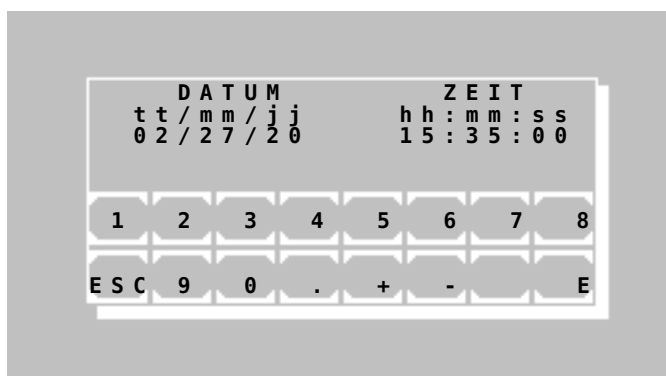 DATUM ZEIT
tt/mm/jj hh:mm:ss
02/27/20 15:35:00
1 2 3 4 5 6 7 8
ESC 9 0 . + - E